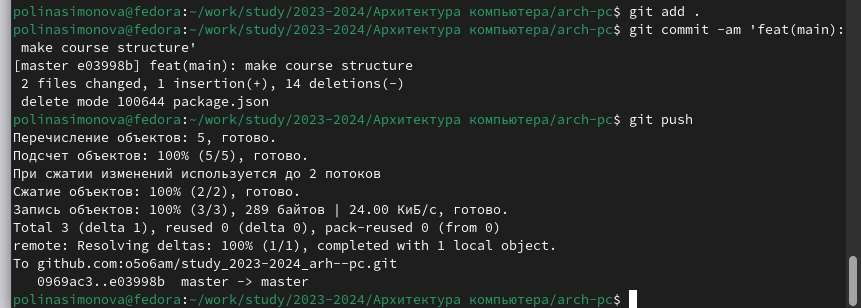 polinasimonova@fedora:~/work/study/2023-2024/Архитектура компьютера/arch-pc$ git add .
polinasimonova@fedora:~/work/study/2023-2024/Архитектура компьютера/arch-pc$ git commit -am 'feat(main):
 make course structure'
[master e03998b] feat(main): make course structure
 2 files changed, 1 insertion(+), 14 deletions(-)
 delete mode 100644 package.json
polinasimonova@fedora:~/work/study/2023-2024/Архитектура компьютера/arch-pc$ git push
Перечисление объектов: 5, готово.
Подсчет объектов: 100% (5/5), готово.
При сжатии изменений используется до 2 потоков
Сжатие объектов: 100% (2/2), готово.
Запись объектов: 100% (3/3), 289 байтов | 24.00 КиБ/с, готово.
Total 3 (delta 1), reused 0 (delta 0), pack-reused 0 (from 0)
remote: Resolving deltas: 100% (1/1), completed with 1 local object.
To github.com:o5o6am/study_2023-2024_arh--pc.git
   0969ac3..e03998b  master -> master
polinasimonova@fedora:~/work/study/2023-2024/Архитектура компьютера/arch-pc$